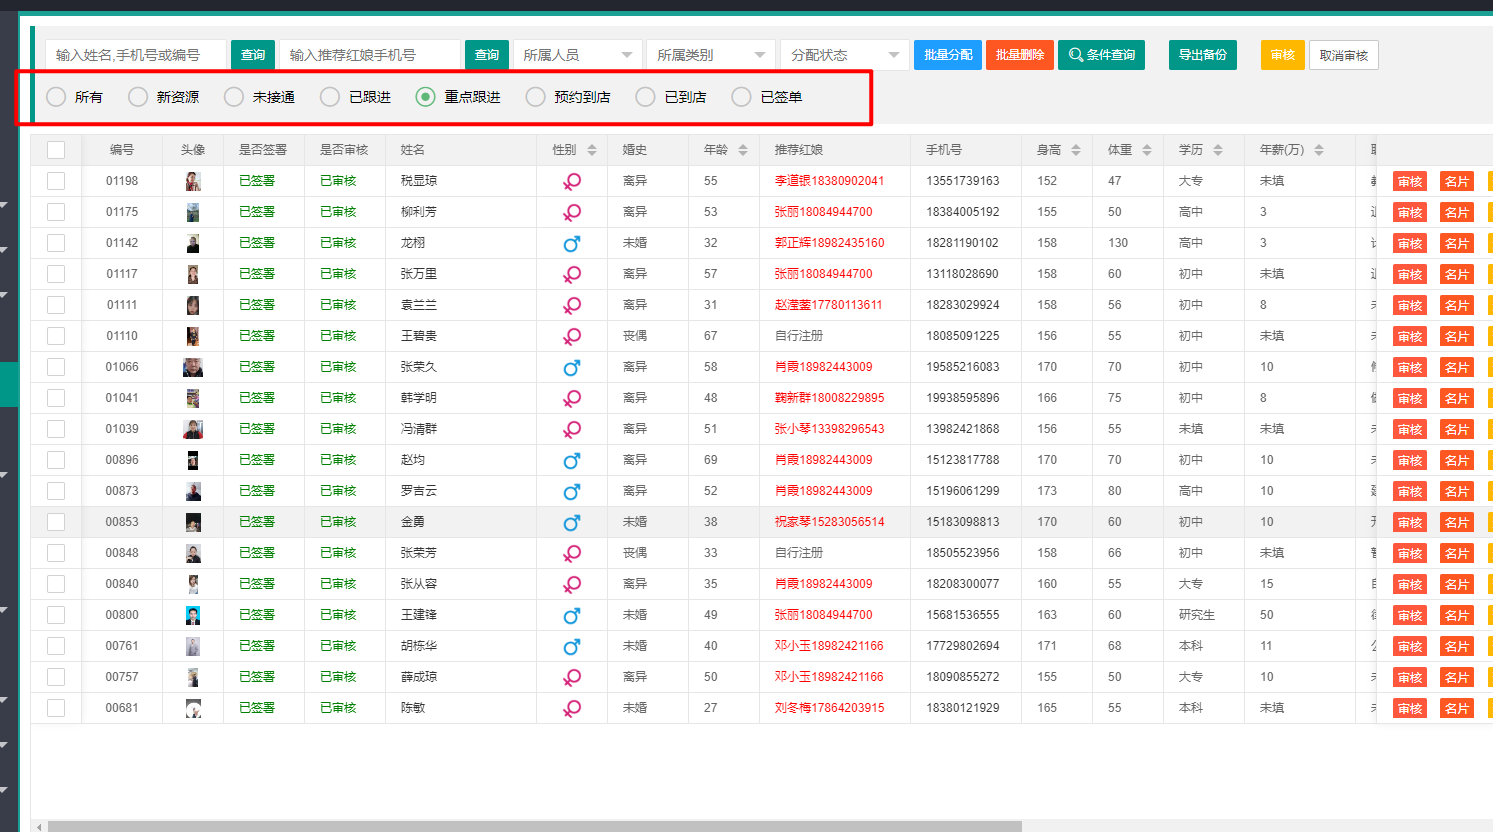 输入姓名,手机号或编号 查询 输入推荐红娘手机号 查询 所属人员 所属类别 分配状态 批量分配 批量删除 条件查询 导出备份 审核 取消审核
所有 新资源 未接通 已跟进 重点跟进 预约到店 已到店 已签单
编号 头像 是否签署 是否审核 姓名 性别 婚史 年龄 推荐红娘 手机号 身高 体重 学历 年薪(万)
01198 已签署 已审核 税显琼 离异 55 李道银18380902041 13551739163 152 47 大专 未填 审核 名片
01175 已签署 已审核 柳利芳 离异 53 张丽18084944700 18384005192 155 50 高中 3 审核 名片
01142 已签署 已审核 龙栩 未婚 32 郭正辉18982435160 18281190102 158 130 高中 3 审核 名片
01117 已签署 已审核 张万里 离异 57 张丽18084944700 13118028690 158 60 初中 未填 审核 名片
01111 已签署 已审核 袁兰兰 离异 31 赵滢蓥17780113611 18283029924 158 56 初中 8 审核 名片
01110 已签署 已审核 王碧贵 丧偶 67 自行注册 18085091225 156 55 初中 未填 审核 名片
01066 已签署 已审核 张荣久 离异 58 肖霞18982443009 19585216083 170 70 初中 10 审核 名片
01041 已签署 已审核 韩学明 离异 48 鞠新群18008229895 19938595896 166 75 初中 8 审核 名片
01039 已签署 已审核 冯清群 离异 51 张小琴13398296543 13982421868 156 55 未填 未填 审核 名片
00896 已签署 已审核 赵均 离异 69 肖霞18982443009 15123817788 170 70 初中 10 审核 名片
00873 已签署 已审核 罗吉云 离异 52 肖霞18982443009 15196061299 173 80 高中 10 审核 名片
00853 已签署 已审核 金勇 未婚 38 祝家琴15283056514 15183098813 170 60 初中 10 审核 名片
00848 已签署 已审核 张荣芳 丧偶 33 自行注册 18505523956 158 66 初中 未填 审核 名片
00840 已签署 已审核 张从容 离异 35 肖霞18982443009 18208300077 160 55 大专 15 审核 名片
00800 已签署 已审核 王建锋 未婚 49 张丽18084944700 15681536555 163 60 研究生 50 审核 名片
00761 已签署 已审核 胡栋华 未婚 40 邓小玉18982421166 17729802694 171 68 本科 11 审核 名片
00757 已签署 已审核 薛成琼 离异 50 邓小玉18982421166 18090855272 155 50 大专 10 审核 名片
00681 已签署 已审核 陈敏 未婚 27 刘冬梅17864203915 18380121929 165 55 本科 未填 审核 名片